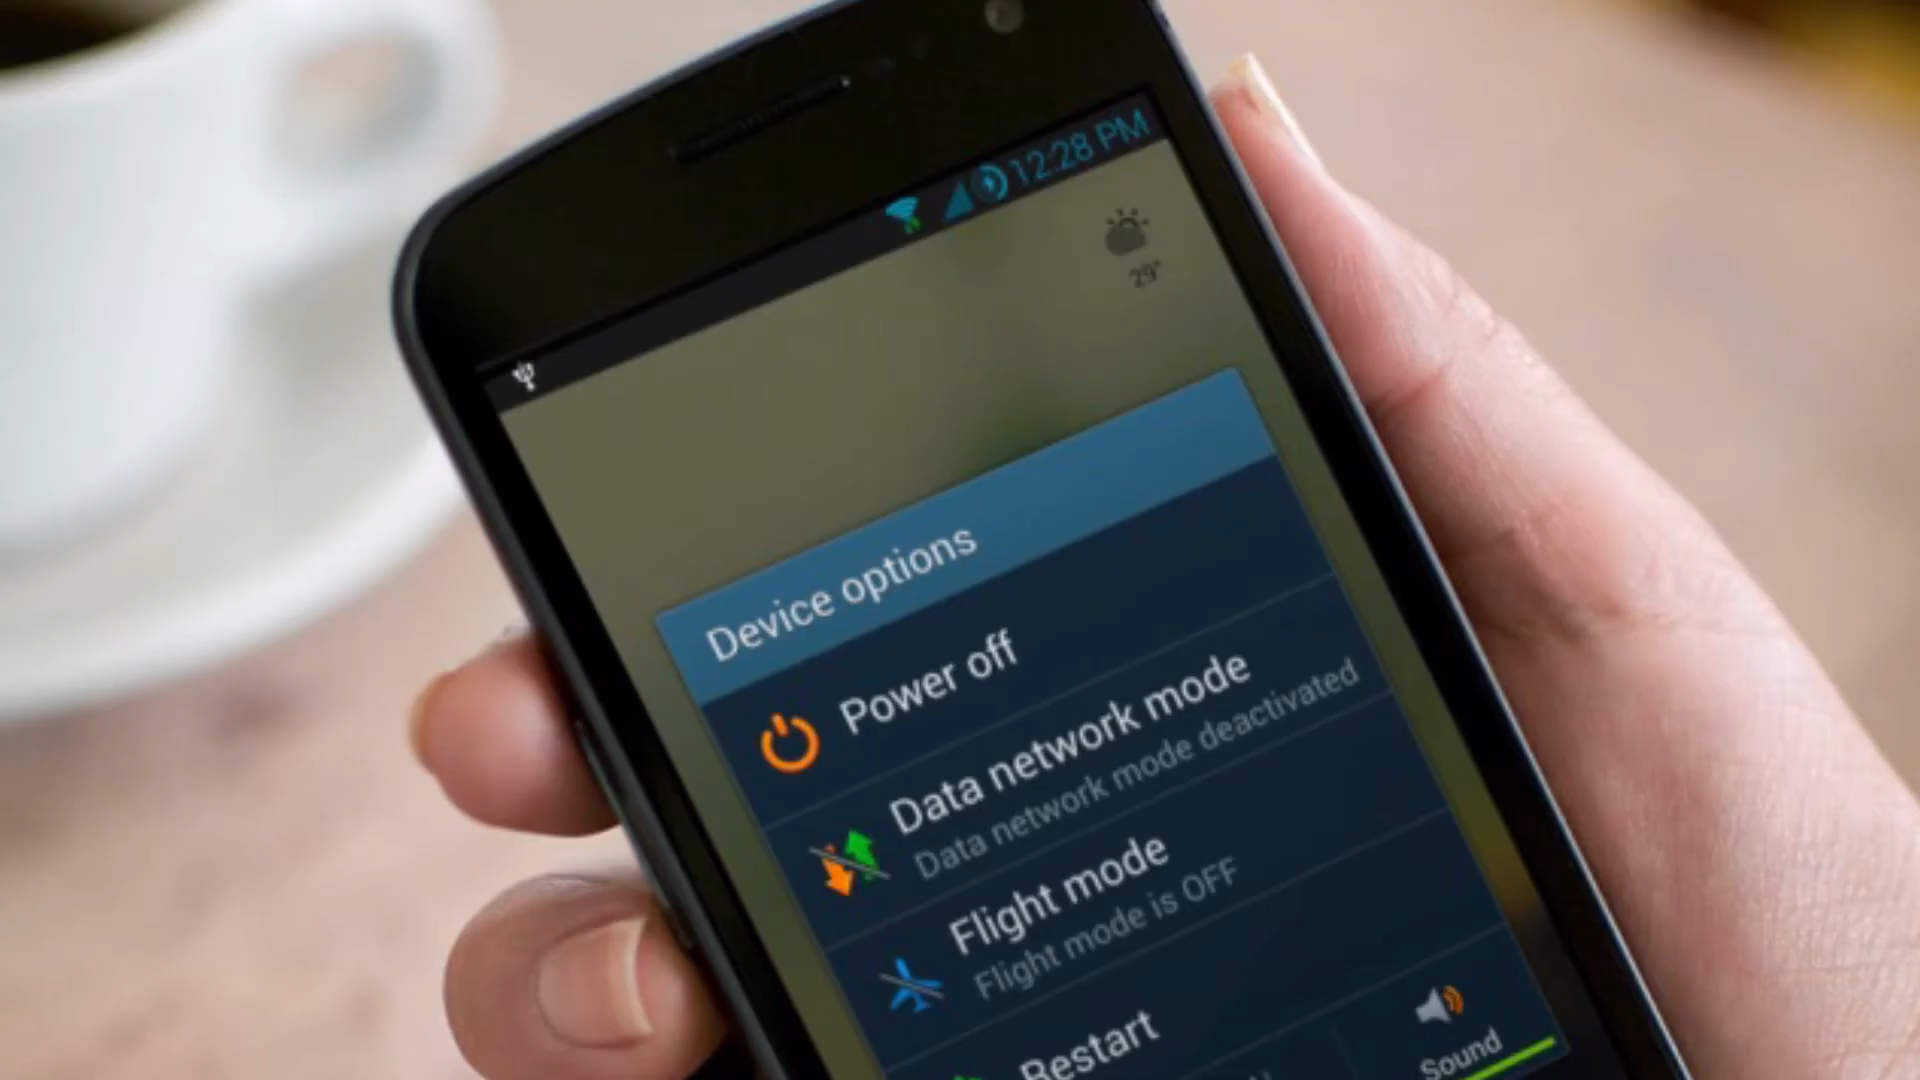 12:28 PM
29°
Device options
Power off
Data network mode
Data network mode deactivated
Flight mode
Flight mode is OFF
Restart
Sound